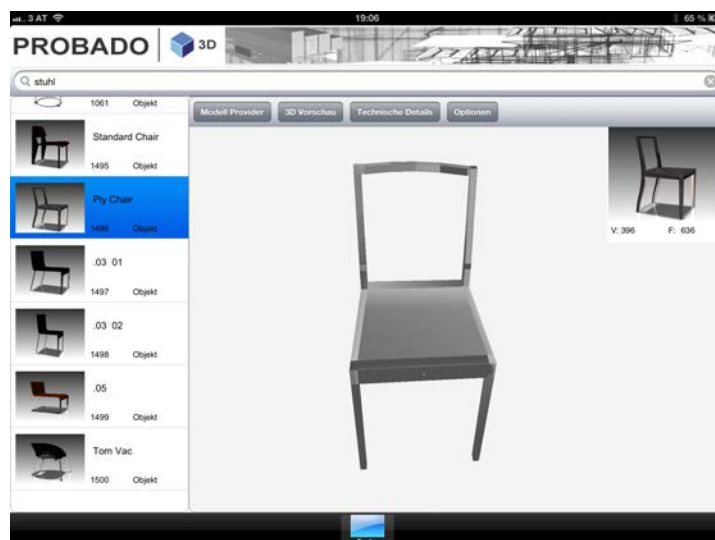 3 AT 19:06 65 %
PROBADO 3D
stuhl
1061 Objekt
Modell Provider 3D Vorschau Technische Details Optionen
Standard Chair
1495 Objekt
Ply Chair
1496 Objekt
V: 396 F: 636
.03 01
1497 Objekt
.03 02
1498 Objekt
.05
1499 Objekt
Tom Vac
1500 Objekt